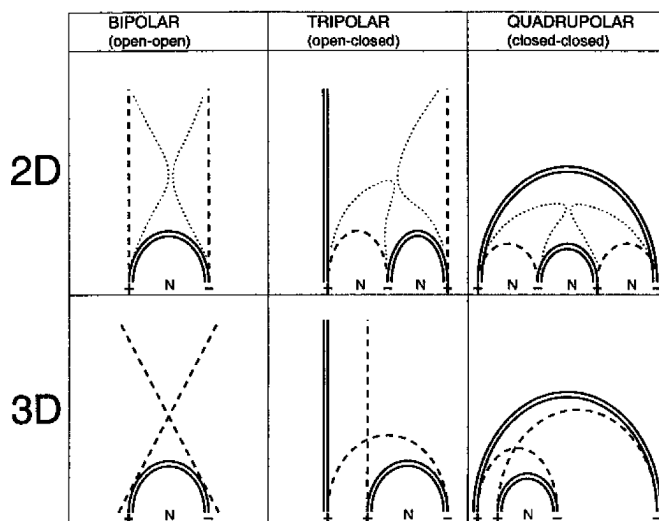 BIPOLAR
(open-open)
TRIPOLAR
(open-closed)
QUADRUPOLAR
(closed-closed)
2D
+ N −
N − N
+ N − N + N −
3D
+ N −
+ + N −
+ + N − −